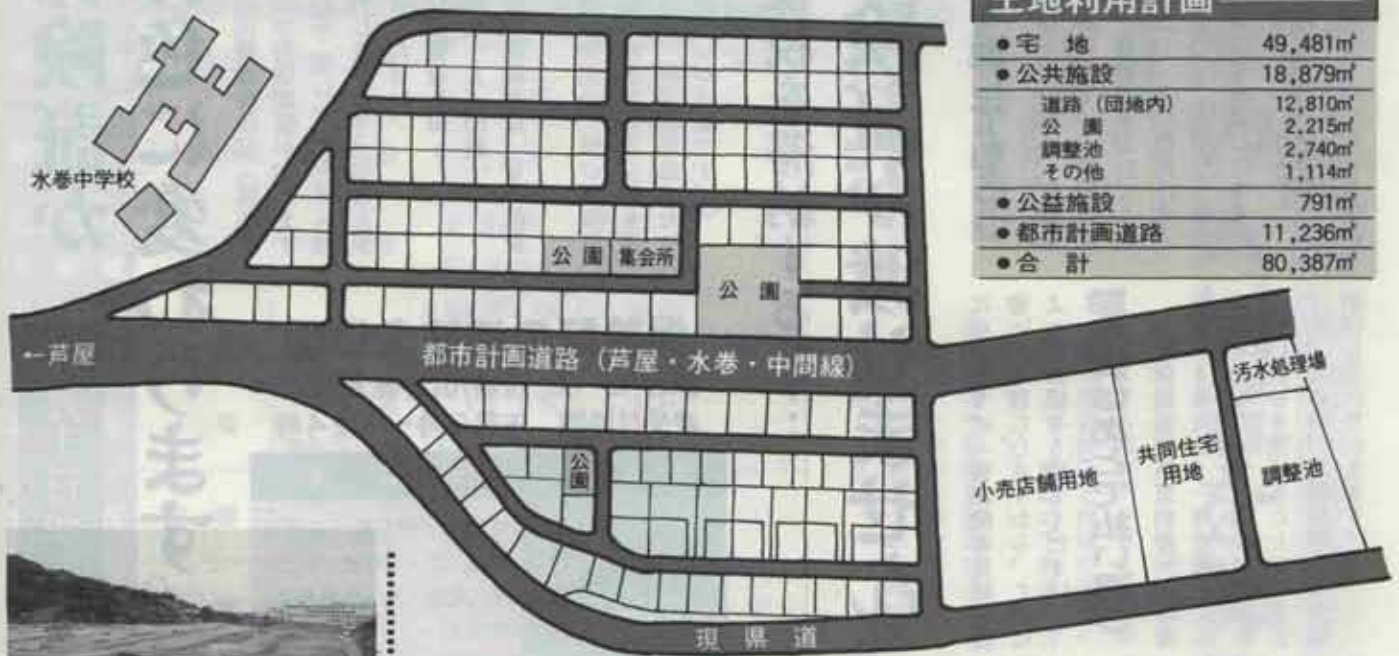 土地利用計画
●宅 地 49,481㎡
●公共施設 18,879㎡
道路（団地内） 12,810㎡
公 園 2,215㎡
調整池 2,740㎡
その他 1,114㎡
●公益施設 791㎡
●都市計画道路 11,236㎡
●合 計 80,387㎡
水巻中学校
公 園
集会所
公 園
←芦屋
都市計画道路（芦屋・水巻・中間線）
汚水処理場
公園
小売店舗用地
共同住宅
用地
調整池
現県道